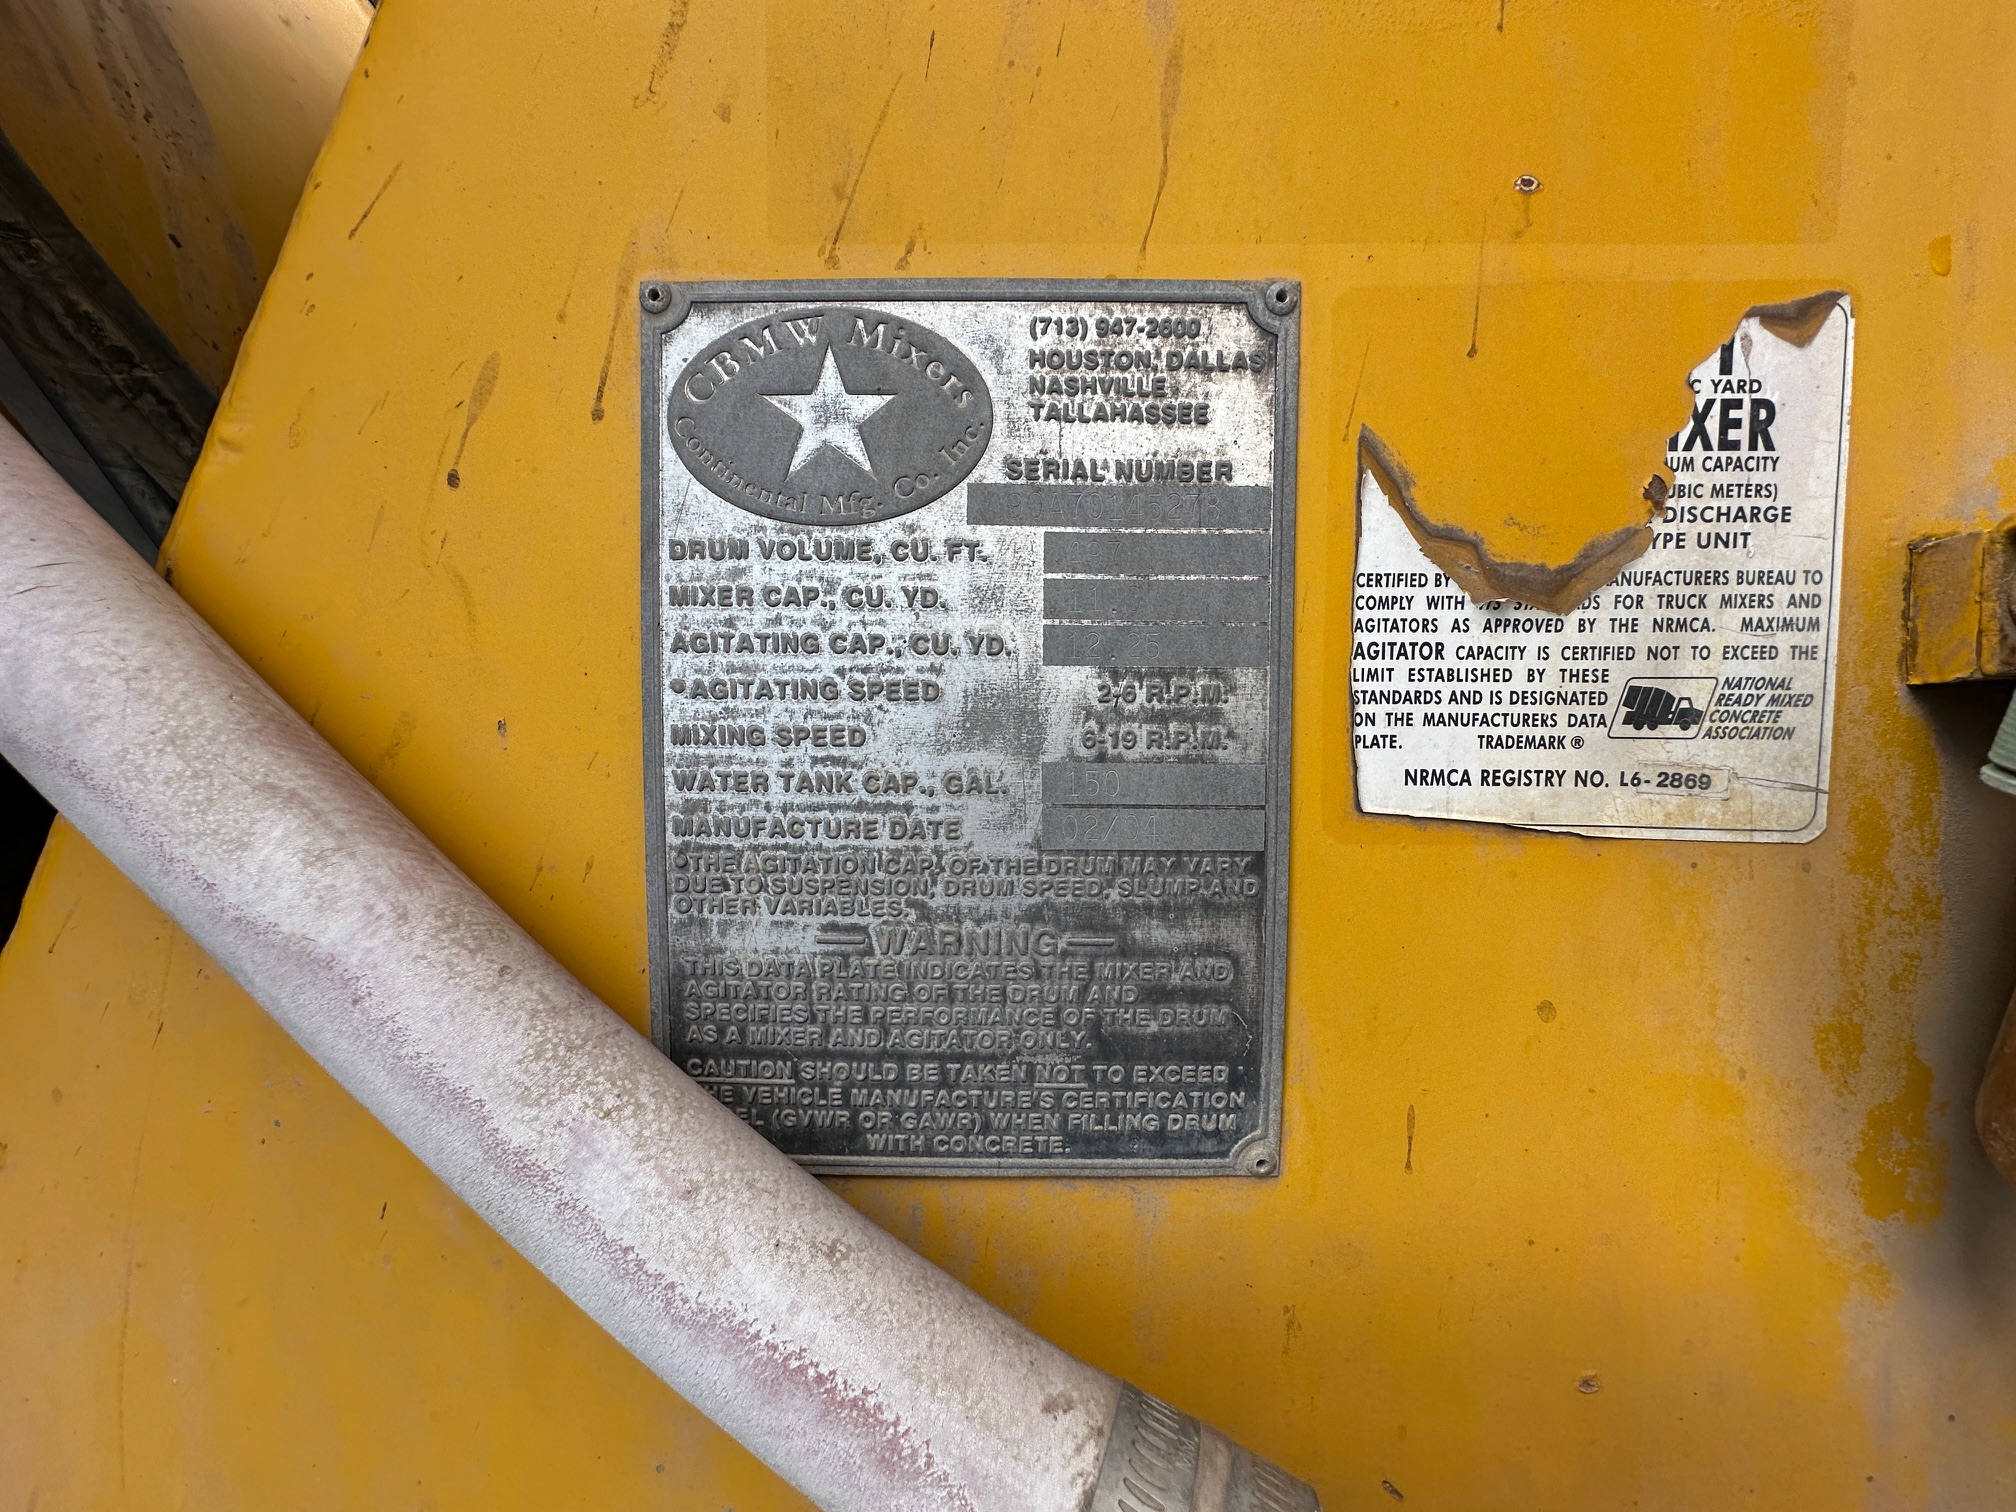 CBMW Mixers
Continental Mfg. Co. Inc.
(713) 947-2600
HOUSTON, DALLAS
NASHVILLE
TALLAHASSEE
SERIAL NUMBER
DRUM VOLUME, CU. FT.
MIXER CAP., CU. YD.
AGITATING CAP., CU. YD. 12.25
*AGITATING SPEED 2,6 R.P.M.
MIXING SPEED 6-19 R.P.M.
WATER TANK CAP., GAL. 150
MANUFACTURE DATE
*THE AGITATION CAP. OF THE DRUM MAY VARY
DUE TO SUSPENSION, DRUM SPEED, SLUMP AND
OTHER VARIABLES.
— WARNING —
THIS DATA PLATE INDICATES THE MIXER AND
AGITATOR RATING OF THE DRUM AND
SPECIFIES THE PERFORMANCE OF THE DRUM
AS A MIXER AND AGITATOR ONLY.
CAUTION SHOULD BE TAKEN NOT TO EXCEED
HE VEHICLE MANUFACTURE'S CERTIFICATION
EL (GVWR OR GAWR) WHEN FILLING DRUM
WITH CONCRETE.
C YARD
IXER
UM CAPACITY
UBIC METERS)
DISCHARGE
YPE UNIT
CERTIFIED BY ANUFACTURERS BUREAU TO
COMPLY WITH DS FOR TRUCK MIXERS AND
AGITATORS AS APPROVED BY THE NRMCA. MAXIMUM
AGITATOR CAPACITY IS CERTIFIED NOT TO EXCEED THE
LIMIT ESTABLISHED BY THESE
STANDARDS AND IS DESIGNATED
ON THE MANUFACTURERS DATA
PLATE. TRADEMARK ®
NATIONAL
READY MIXED
CONCRETE
ASSOCIATION
NRMCA REGISTRY NO. L6-2869